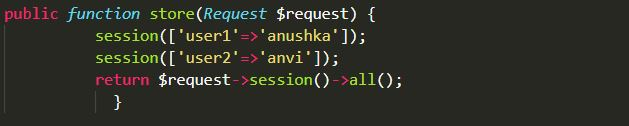 public function store(Request $request) {
session(['user1'=>'anushka']);
session(['user2'=>'anvi']);
return $request->session()->all();
}